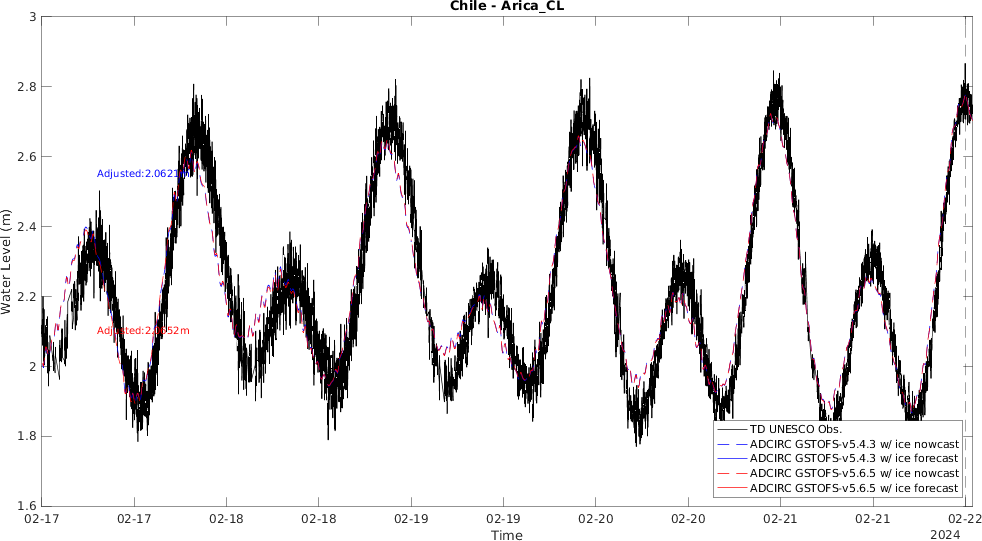 Chile - Arica_CL
3
2.8
2.6
2.4
2.2
2
1.8
1.6
Water Level (m)
Adjusted:2.0621m
TD UNESCO Obs.
ADCIRC GSTOFS-v5.4.3 w/ ice nowcast
ADCIRC GSTOFS-v5.4.3 w/ ice forecast
ADCIRC GSTOFS-v5.6.5 w/ ice nowcast
ADCIRC GSTOFS-v5.6.5 w/ ice forecast
02-17 02-17 02-18 02-18 02-19 02-19 02-20 02-20 02-21 02-21 02-22
Time
2024